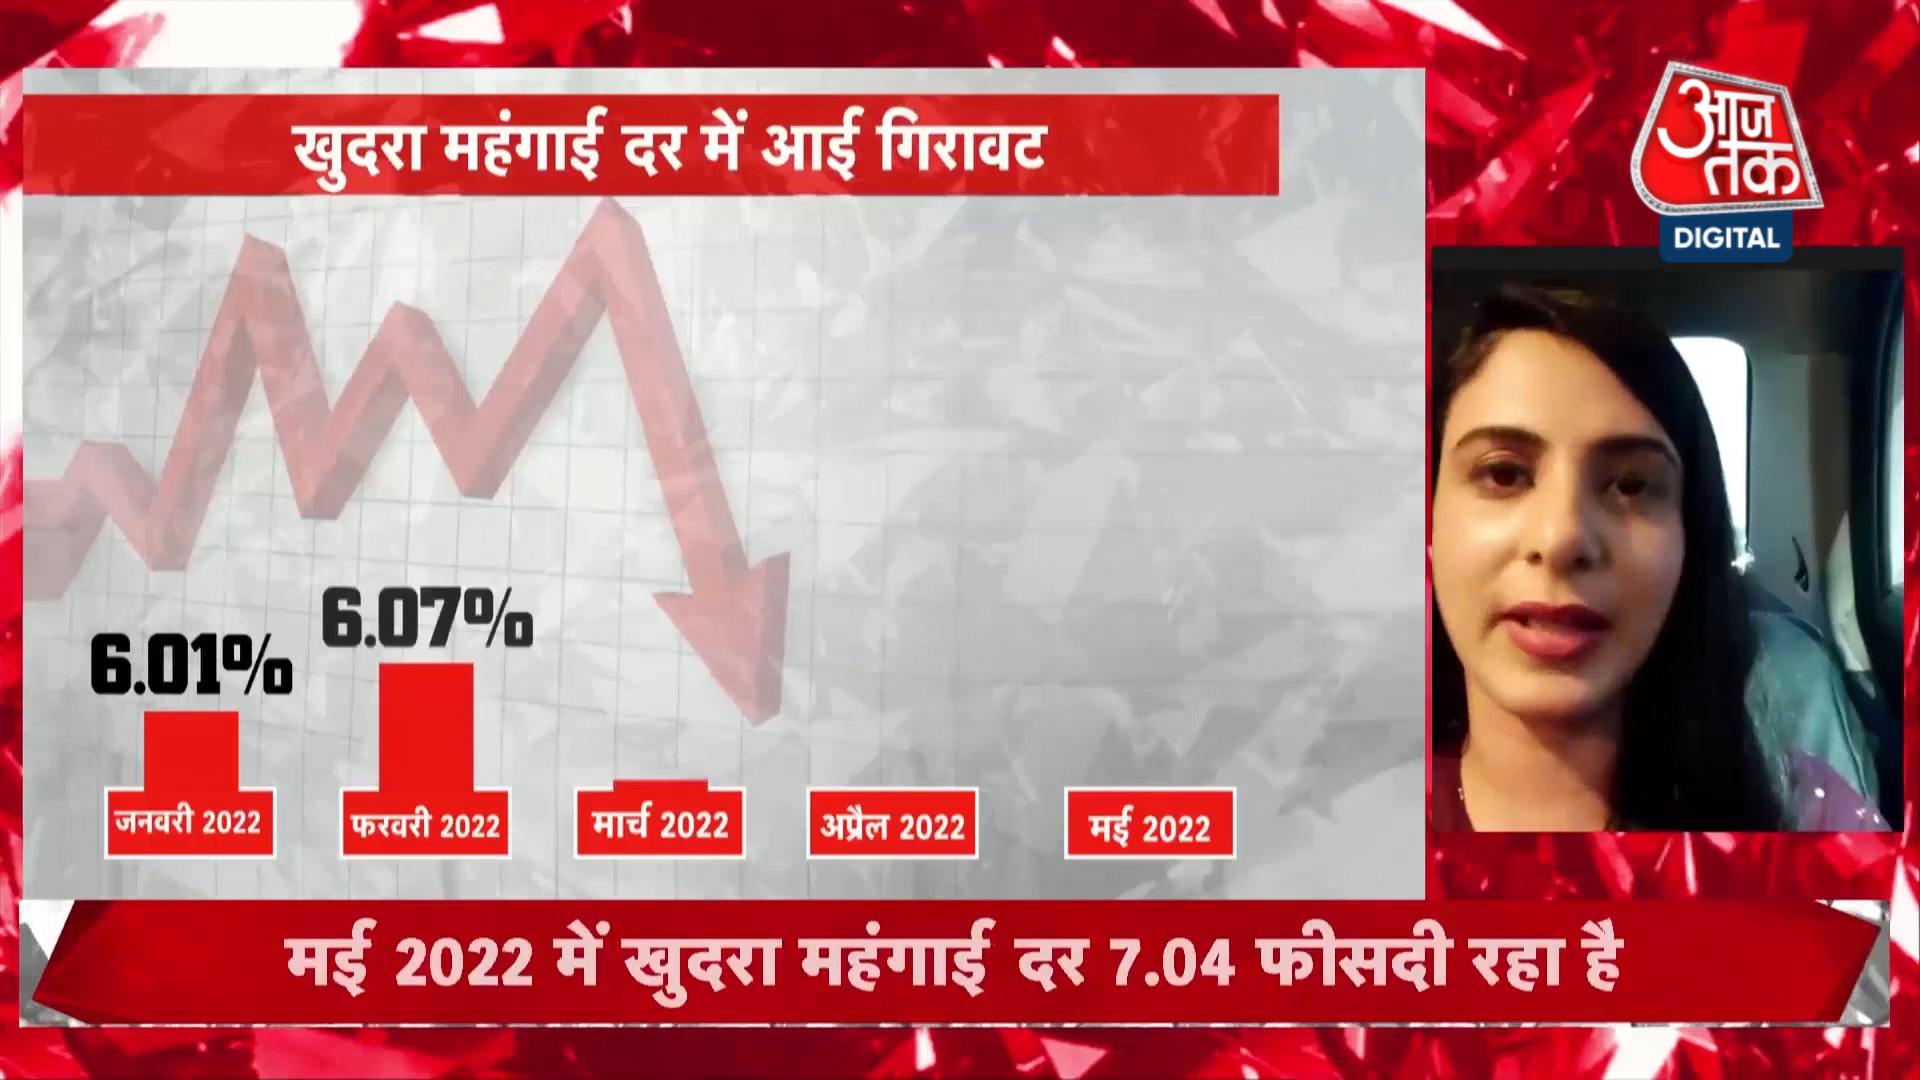 खुदरा महंगाई दर में आई गिरावट
आज
तक
DIGITAL
6.01%
6.07%
जनवरी 2022
फरवरी 2022
मार्च 2022
अप्रैल 2022
मई 2022
मई 2022 में खुदरा महंगाई दर 7.04 फीसदी रहा है